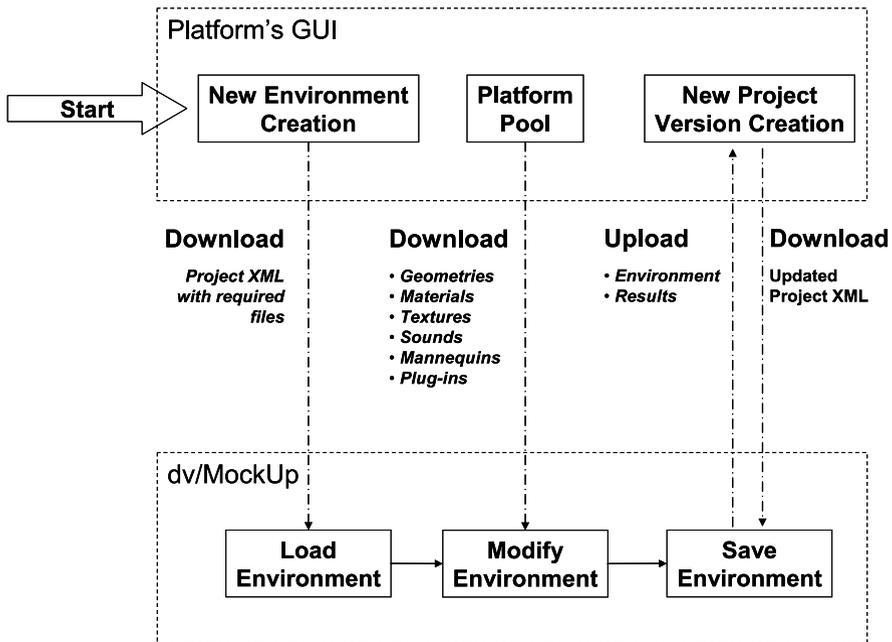 Platform's GUI
Start
New Environment
Creation
Platform
Pool
New Project
Version Creation
Download
Project XML
with required
files
Download
• Geometries
• Materials
• Textures
• Sounds
• Mannequins
• Plug-ins
Upload
• Environment
• Results
Download
Updated
Project XML
dv/MockUp
Load
Environment
Modify
Environment
Save
Environment